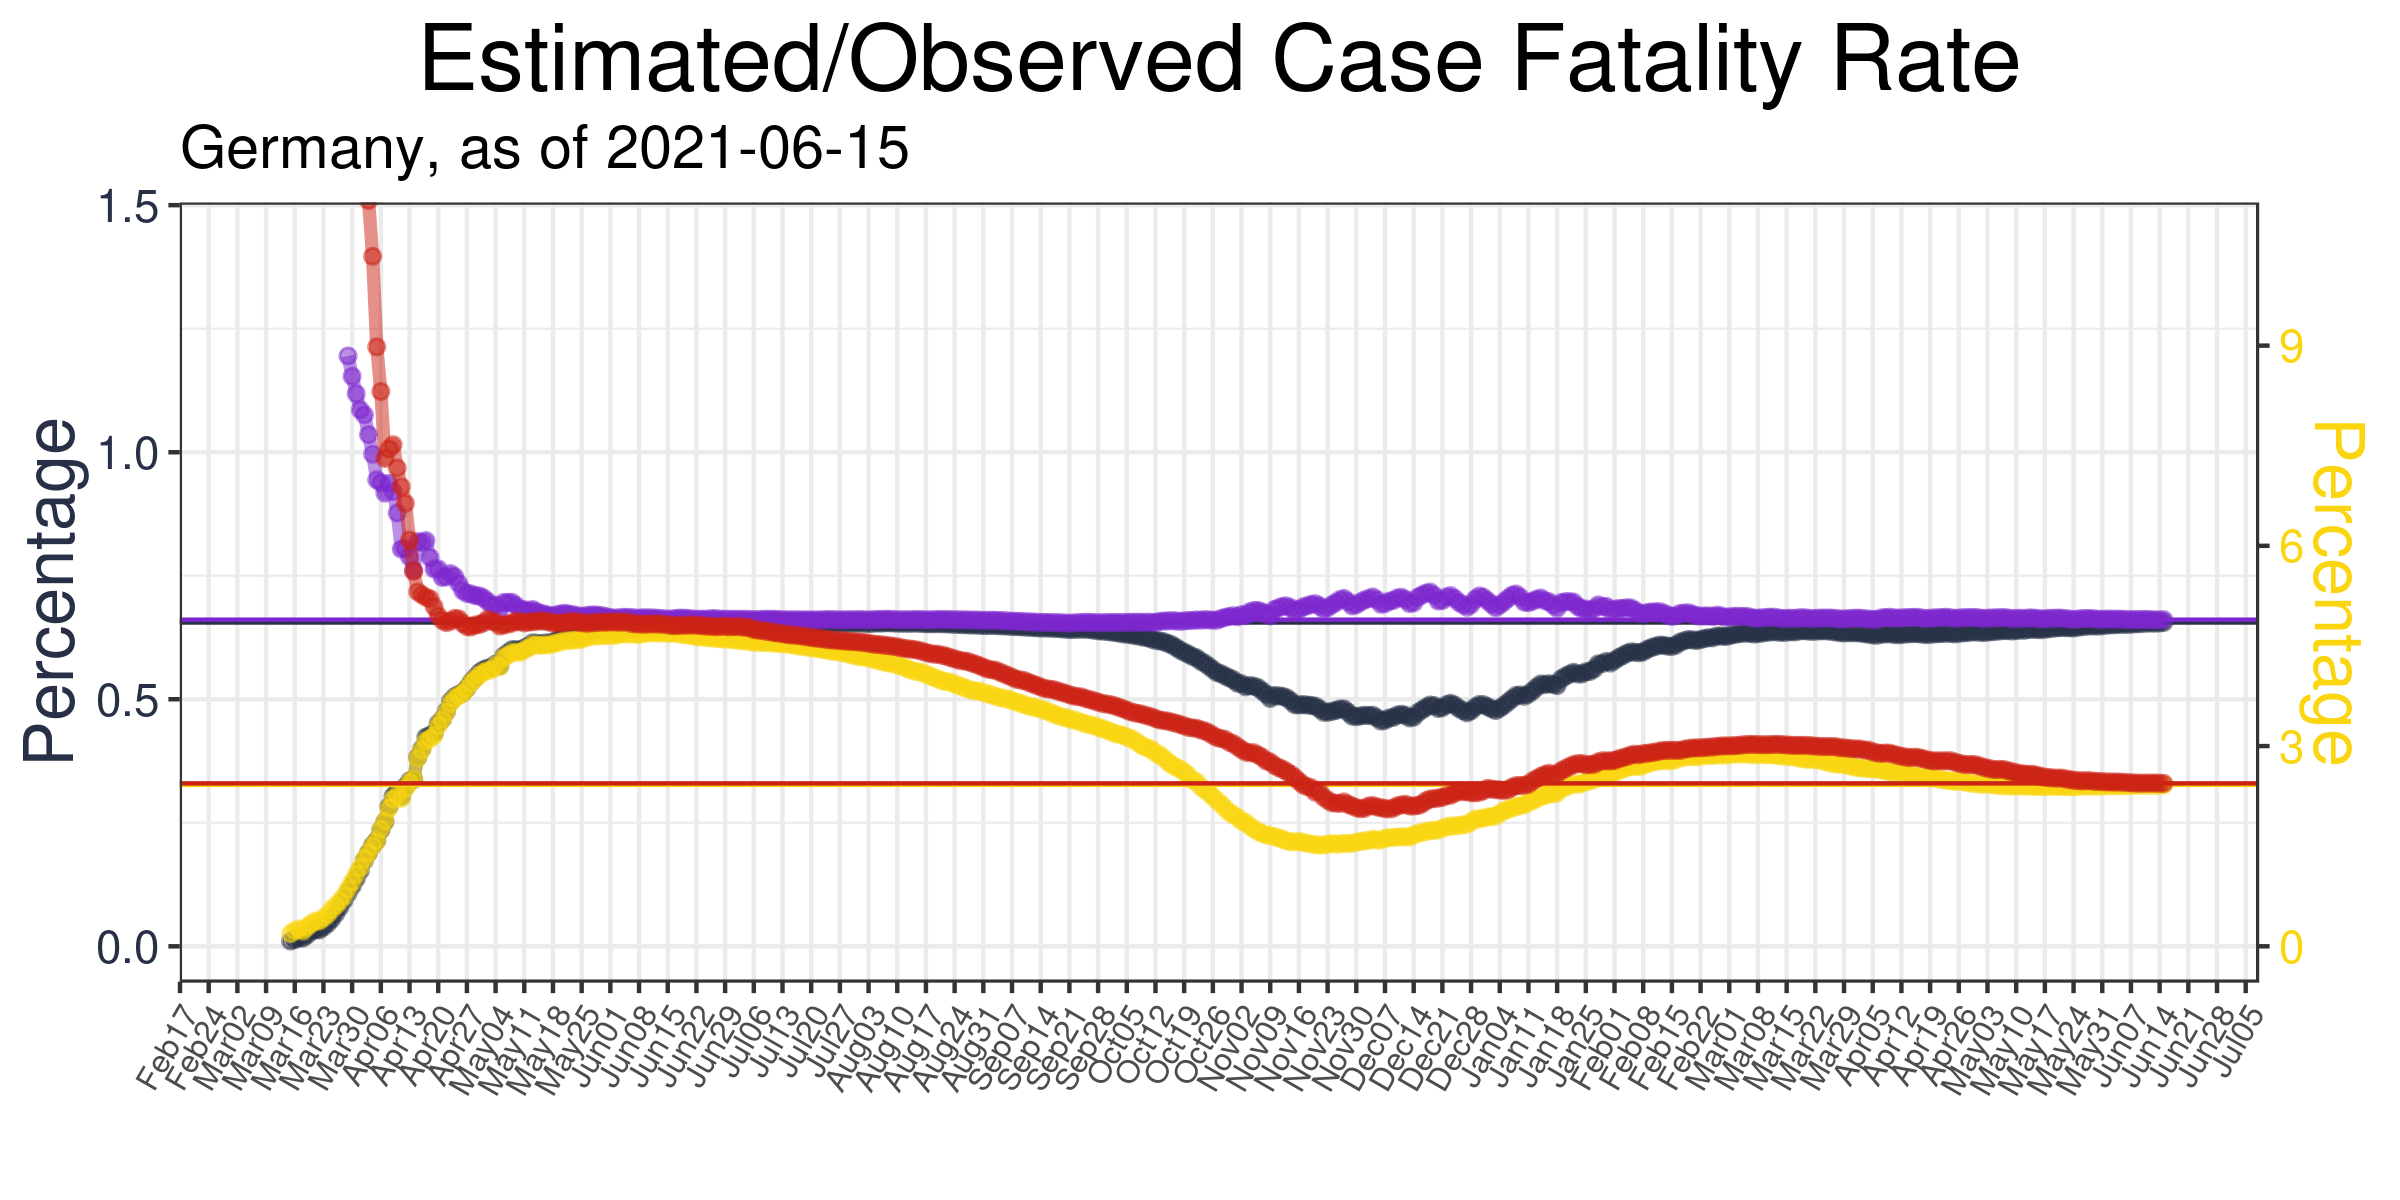 Estimated/Observed Case Fatality Rate
Germany, as of 2021-06-15
Percentage
1.5
1.0
0.5
0.0
Percentage
9
6
3
0
Feb17
Feb24
Mar02
Mar09
Mar16
Mar23
Mar30
Apr06
Apr13
Apr20
Apr27
May04
May11
May18
May25
Jun01
Jun08
Jun15
Jun22
Jun29
Jul06
Jul13
Jul20
Jul27
Aug03
Aug10
Aug17
Aug24
Aug31
Sep07
Sep14
Sep21
Sep28
Oct05
Oct12
Oct19
Oct26
Nov02
Nov09
Nov16
Nov23
Nov30
Dec07
Dec14
Dec21
Dec28
Jan04
Jan11
Jan18
Jan25
Feb01
Feb08
Feb15
Feb22
Mar01
Mar08
Mar15
Mar22
Mar29
Apr05
Apr12
Apr19
Apr26
May03
May10
May17
May24
May31
Jun07
Jun14
Jun21
Jun28
Jul05